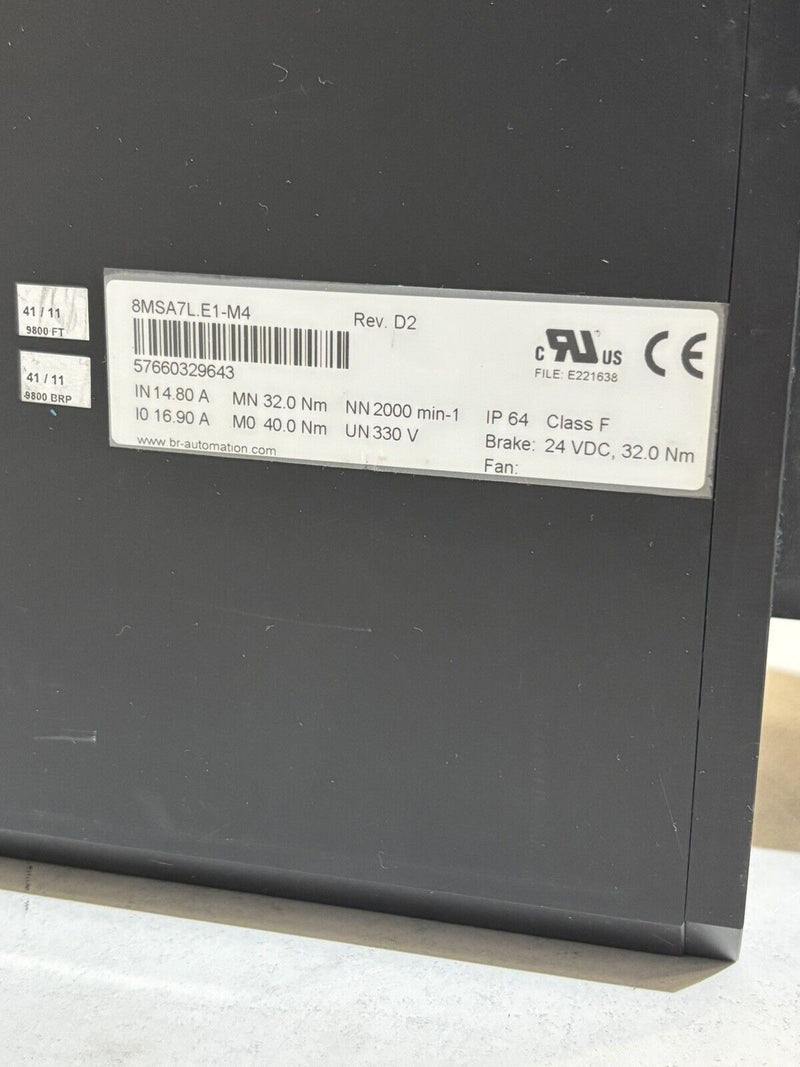 41 / 11
9800 FT
41 / 11
9800 BRP
8MSA7L.E1-M4
Rev. D2
57660329643
IN 14.80 A MN 32.0 Nm NN 2000 min-1
I0 16.90 A M0 40.0 Nm UN 330 V
www.br-automation.com
C RU US
FILE: E221638
CE
IP 64 Class F
Brake: 24 VDC, 32.0 Nm
Fan: